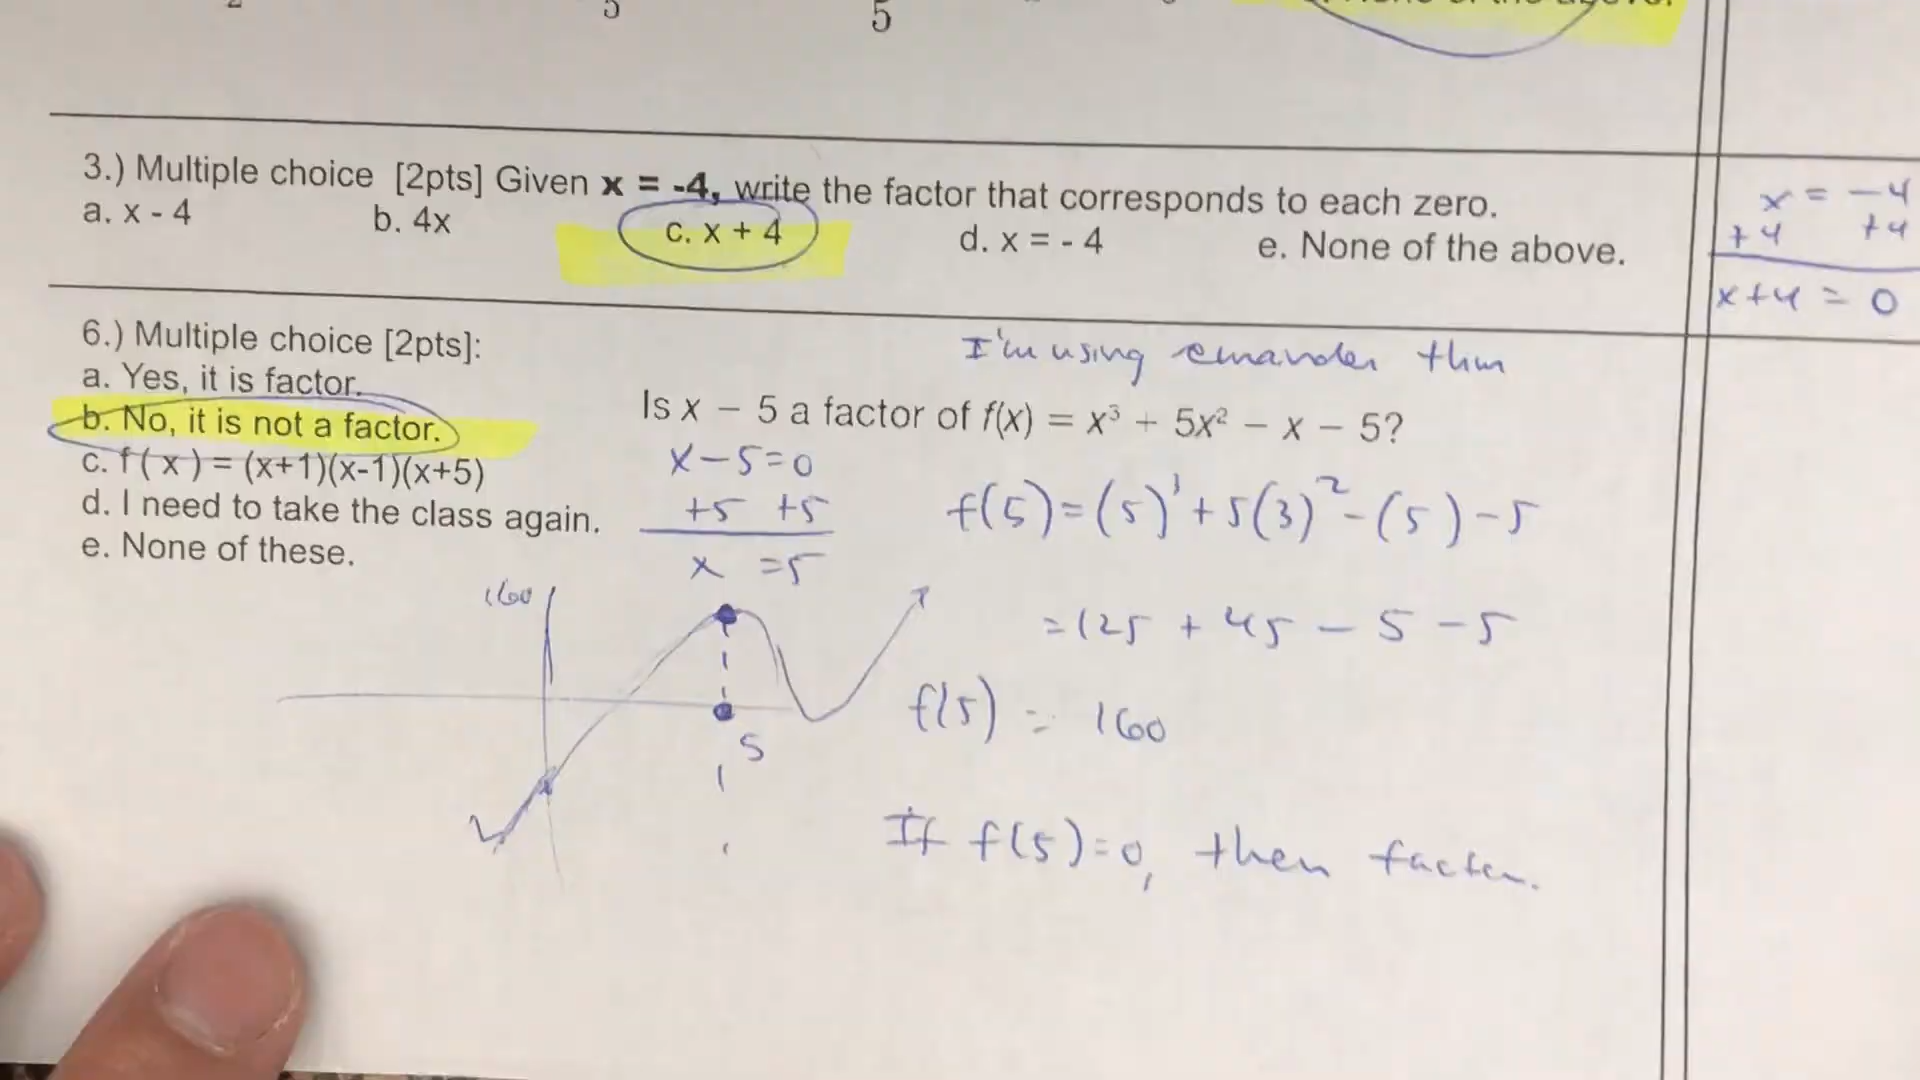 5
5
3.) Multiple choice [2pts] Given x = -4, write the factor that corresponds to each zero.
a. x - 4 b. 4x c. x + 4 d. x = - 4 e. None of the above.
x = -4
+4 +4
x+4 = 0
6.) Multiple choice [2pts]:
a. Yes, it is factor.
b. No, it is not a factor.
c. f(x) = (x+1)(x-1)(x+5)
d. I need to take the class again.
e. None of these.
I'm using
Is x – 5 a factor of f(x) = x³ + 5x² – x – 5?
x-5=0
+5 +5
x =5
f(5)=(5)³+5(3)²-(5)-5
=125 + 45 - 5 - 5
f(5) = 160
If f(5)=0, then factor.
160
5